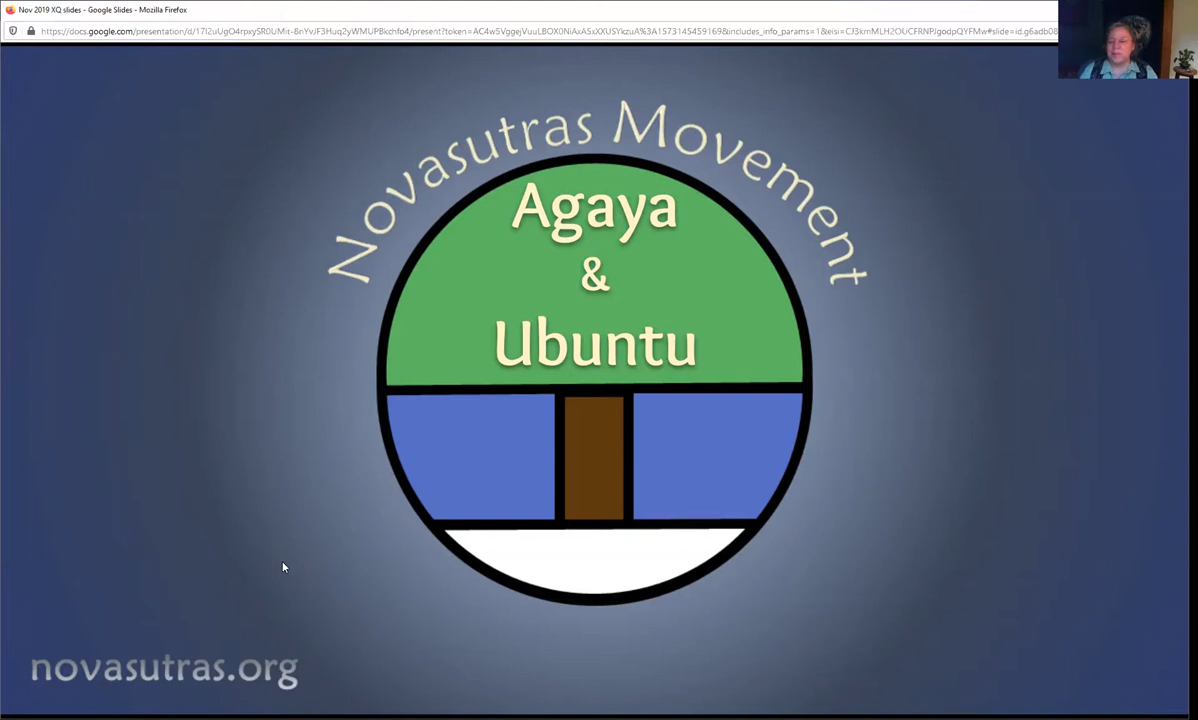 Nov 2019 XQ slides - Google Slides - Mozilla Firefox
Novasutras Movement
Agaya
&
Ubuntu
novasutras.org